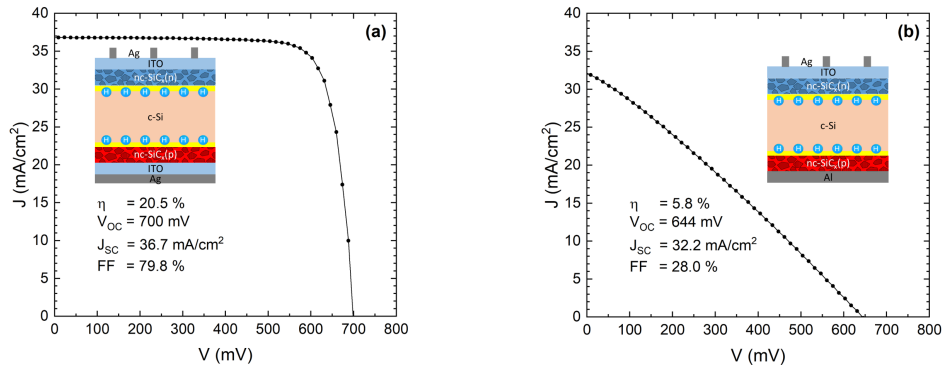 (a)
40
35
30
25
20
15
10
5
0
J (mA/cm²)
0 100 200 300 400 500 600 700 800
V (mV)
Ag
ITO
nc-SiCₓ(n)
H H H H H H
c-Si
H H H H H H
nc-SiCₓ(p)
ITO
Ag
η = 20.5 %
V_OC = 700 mV
J_SC = 36.7 mA/cm²
FF = 79.8 %
(b)
40
35
30
25
20
15
10
5
0
J (mA/cm²)
0 100 200 300 400 500 600 700 800
V (mV)
Ag
ITO
nc-SiCₓ(n)
H H H H H H
c-Si
H H H H H H
nc-SiCₓ(p)
Al
η = 5.8 %
V_OC = 644 mV
J_SC = 32.2 mA/cm²
FF = 28.0 %